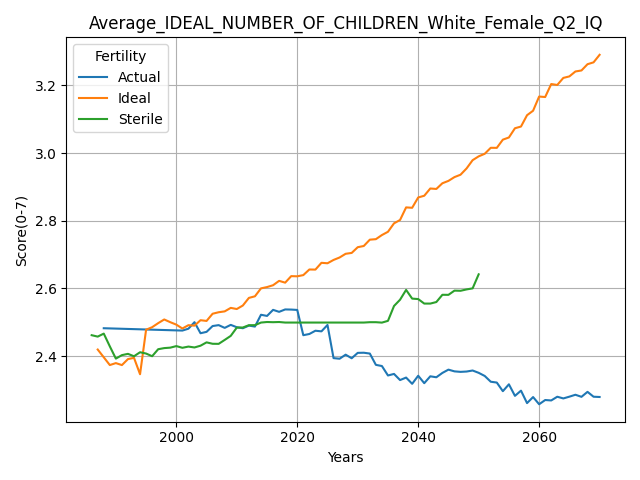 Average_IDEAL_NUMBER_OF_CHILDREN_White_Female_Q2_IQ
Fertility
Actual
Ideal
Sterile
3.2
3.0
2.8
2.6
2.4
Score(0-7)
2000
2020
2040
2060
Years